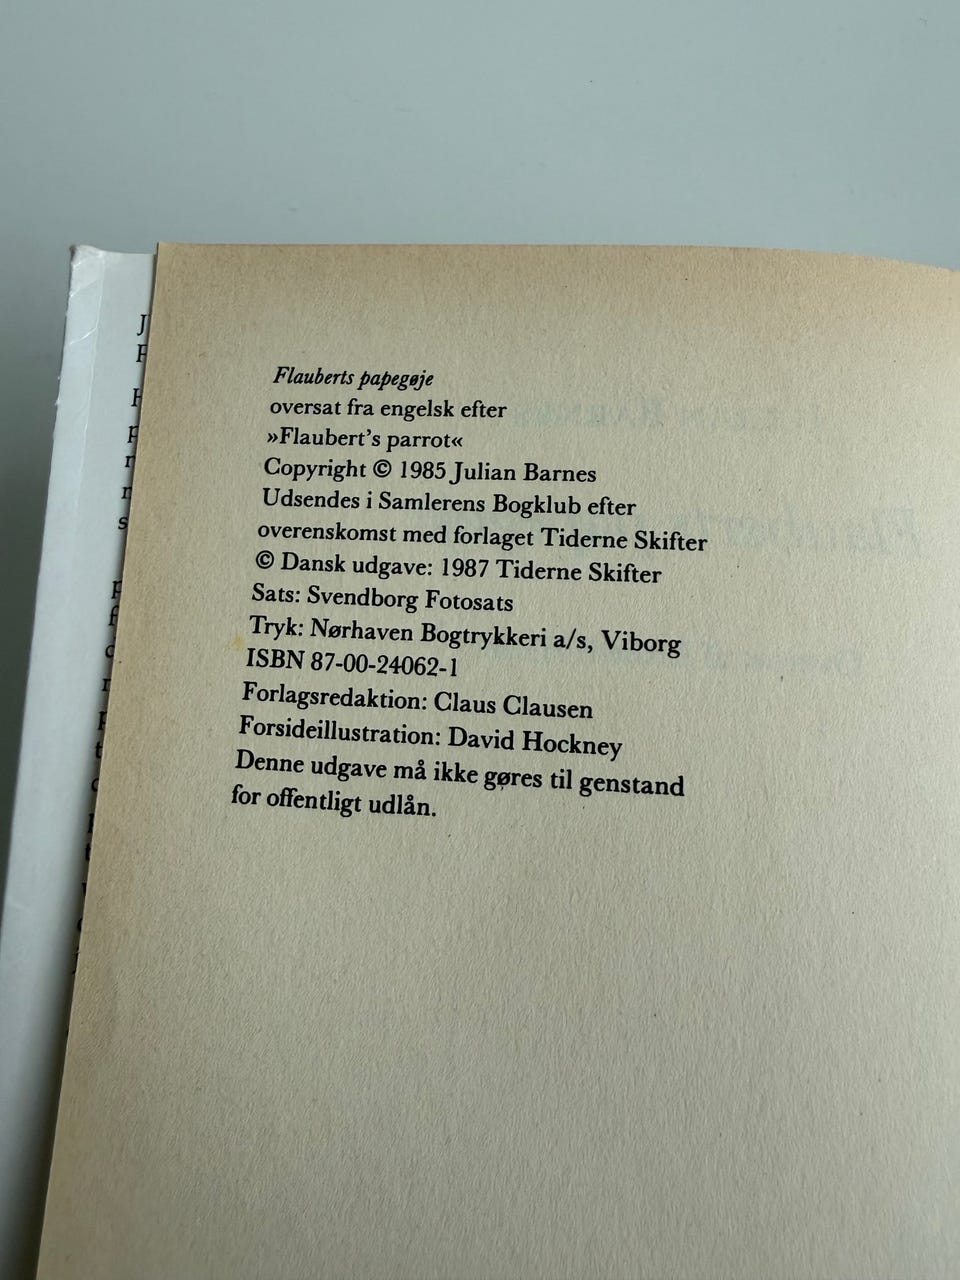 Flauberts papegøje
oversat fra engelsk efter
»Flaubert's parrot«
Copyright © 1985 Julian Barnes
Udsendes i Samlerens Bogklub efter
overenskomst med forlaget Tiderne Skifter
© Dansk udgave: 1987 Tiderne Skifter
Sats: Svendborg Fotosats
Tryk: Nørhaven Bogtrykkeri a/s, Viborg
ISBN 87-00-24062-1
Forlagsredaktion: Claus Clausen
Forsideillustration: David Hockney
Denne udgave må ikke gøres til genstand
for offentligt udlån.